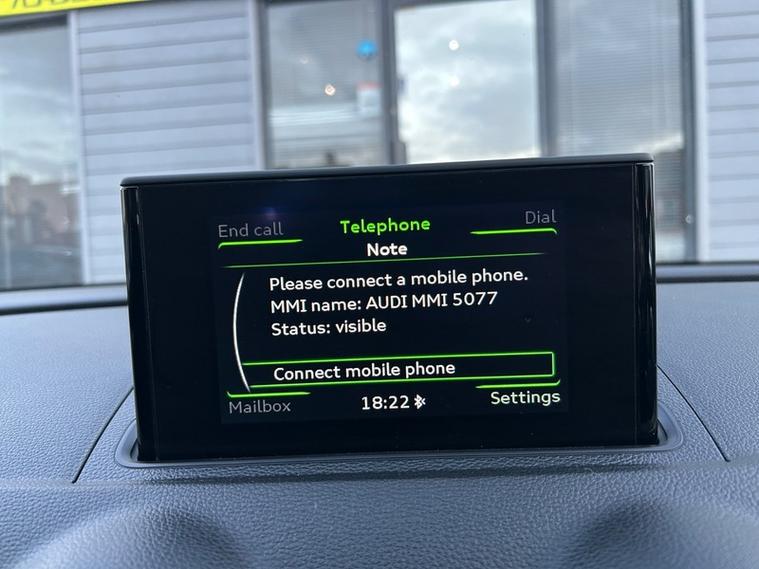 End call
Telephone
Dial
Note
Please connect a mobile phone.
MMI name: AUDI MMI 5077
Status: visible
Connect mobile phone
Mailbox
18:22
Settings